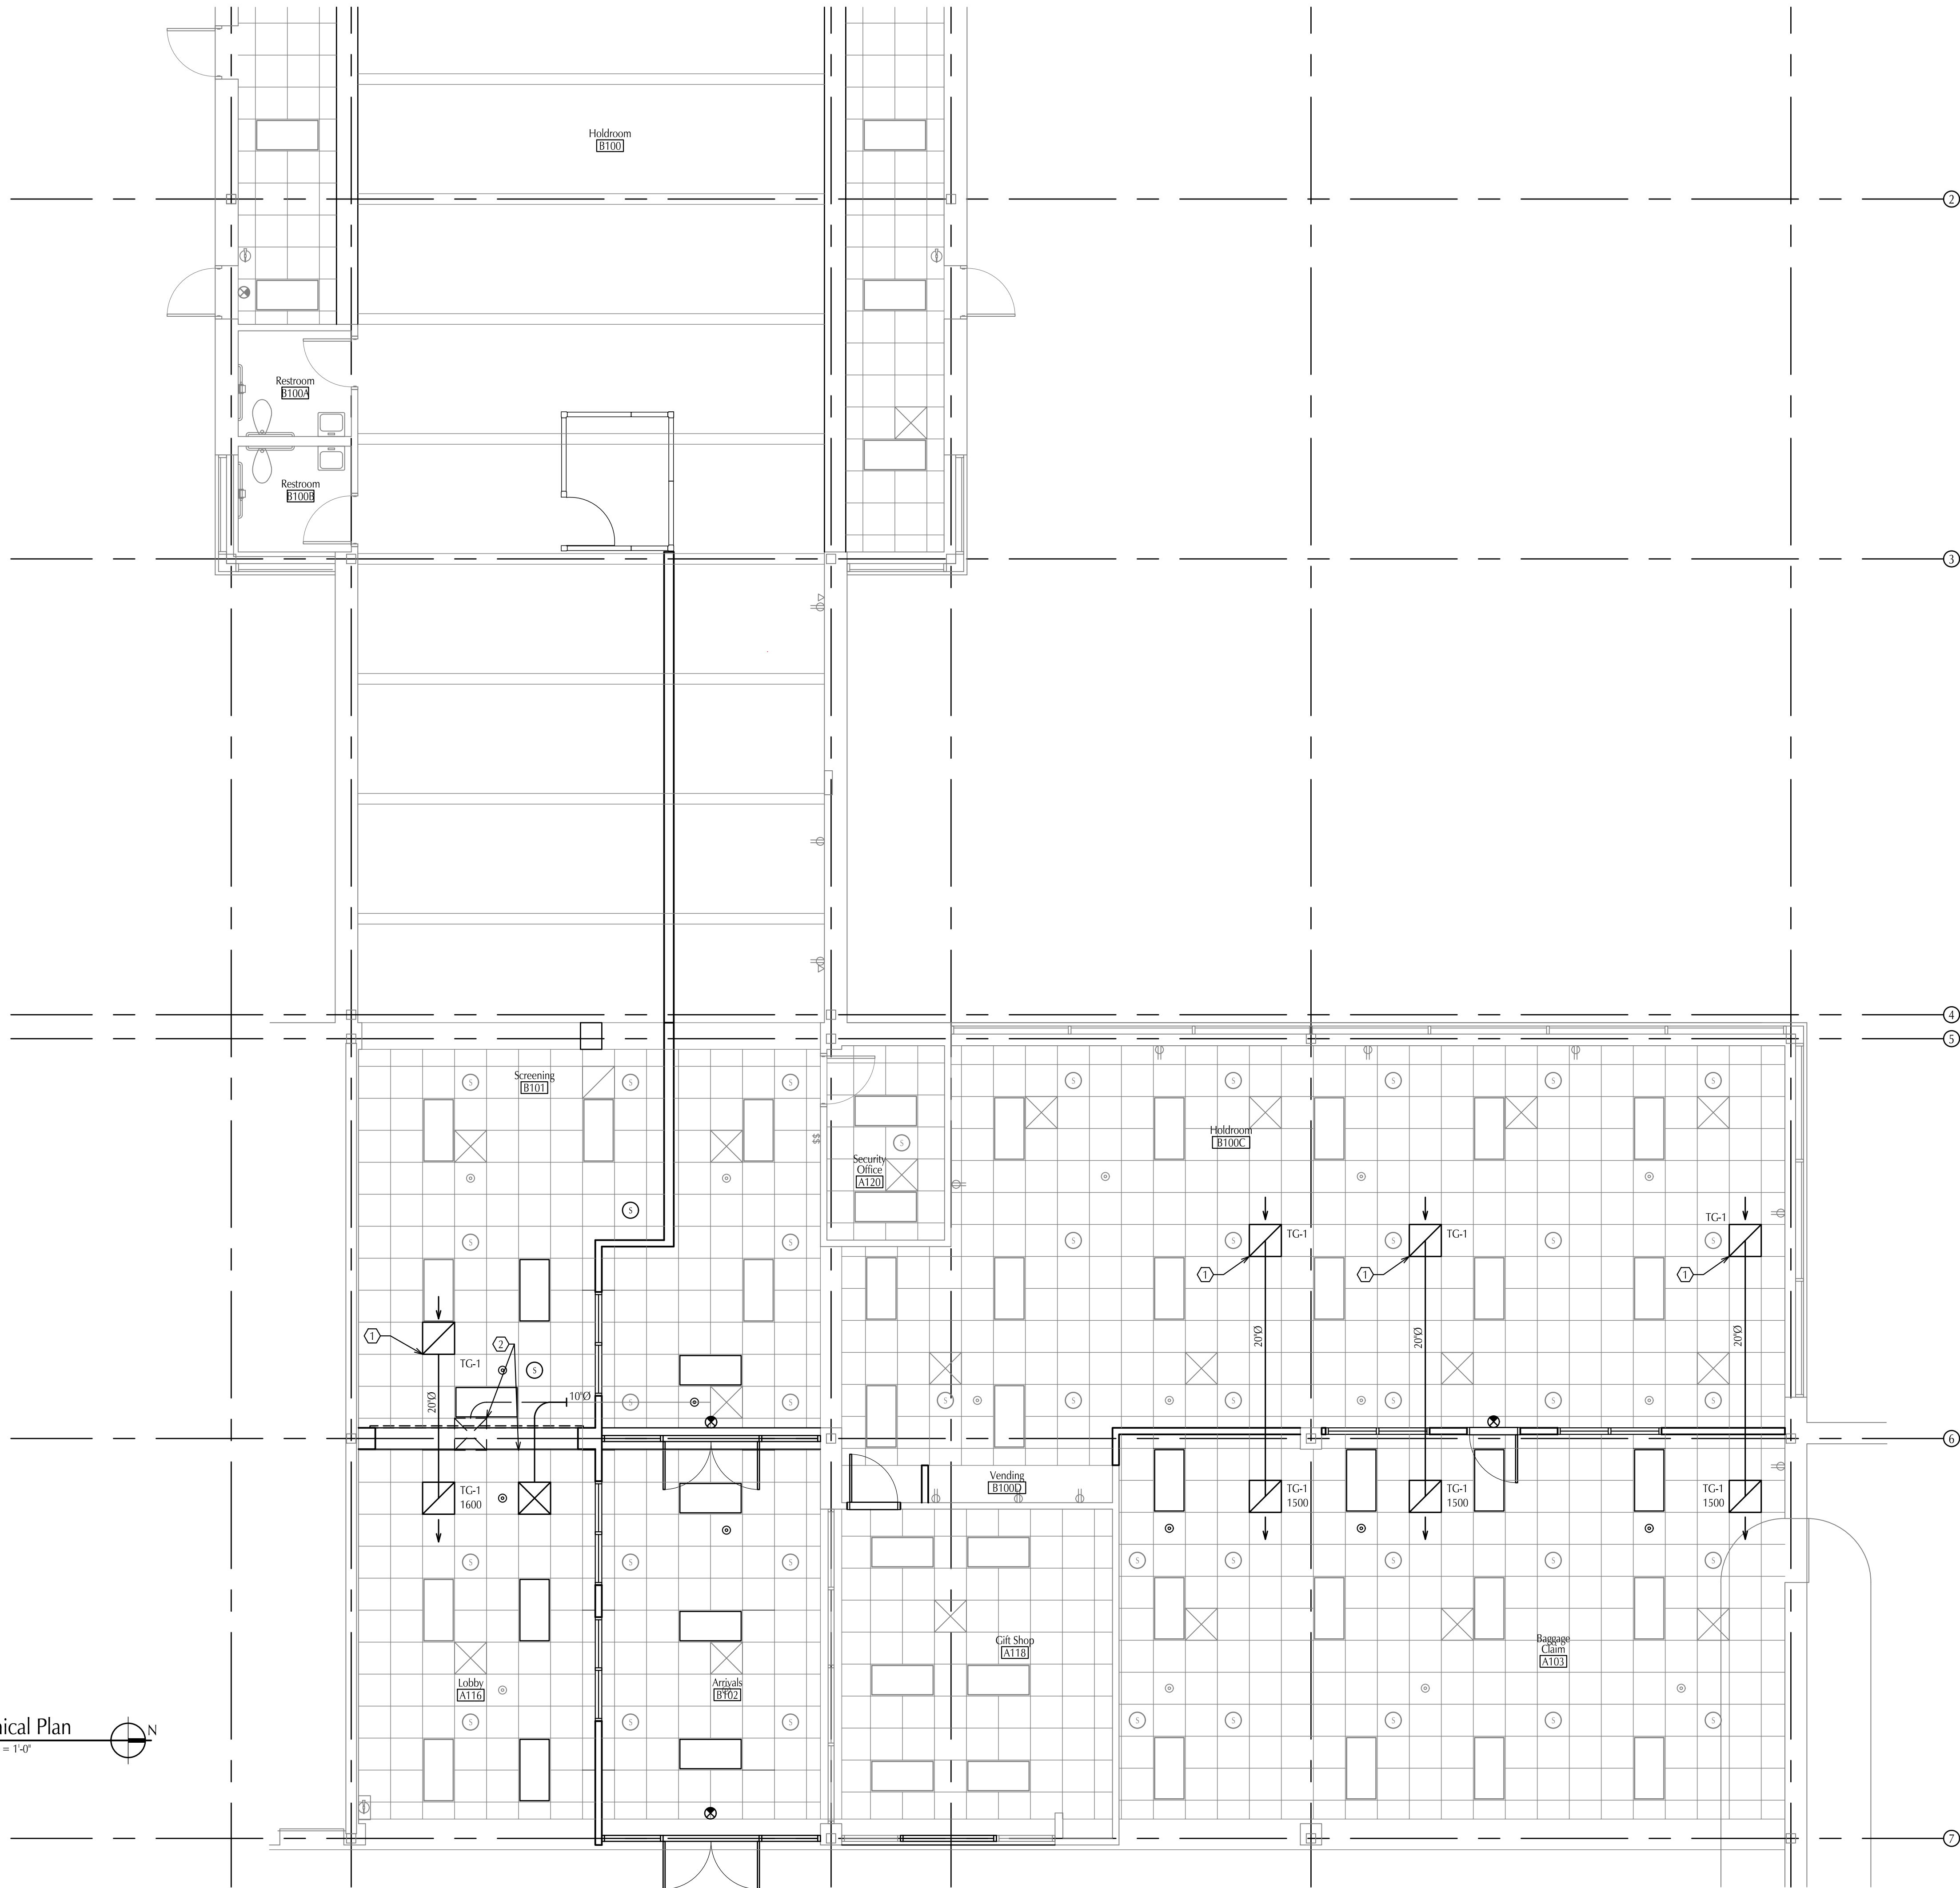 Holdroom
B100
2
Restroom
B100A
Restroom
B100B
3
4
5
Screening
B101
S
S
S
S
S
S
S
S
Holdroom
B100C
$$
S
Security
Office
A120
S
TG-1
TG-1
TG-1
S
S
S
S
S
S
S
1
1
1
1
2
TG-1
S
20"Ø
20"Ø
20"Ø
20"Ø
10"Ø
S
S
S
S
S
S
S
S
6
Vending
B100D
TG-1
1600
TG-1
1500
TG-1
1500
TG-1
1500
S
S
S
S
S
S
S
S
Gift Shop
A118
Baggage
Claim
A103
Lobby
A116
Arrivals
B102
S
S
S
S
S
S
S
S
nical Plan
N
= 1'-0"
7